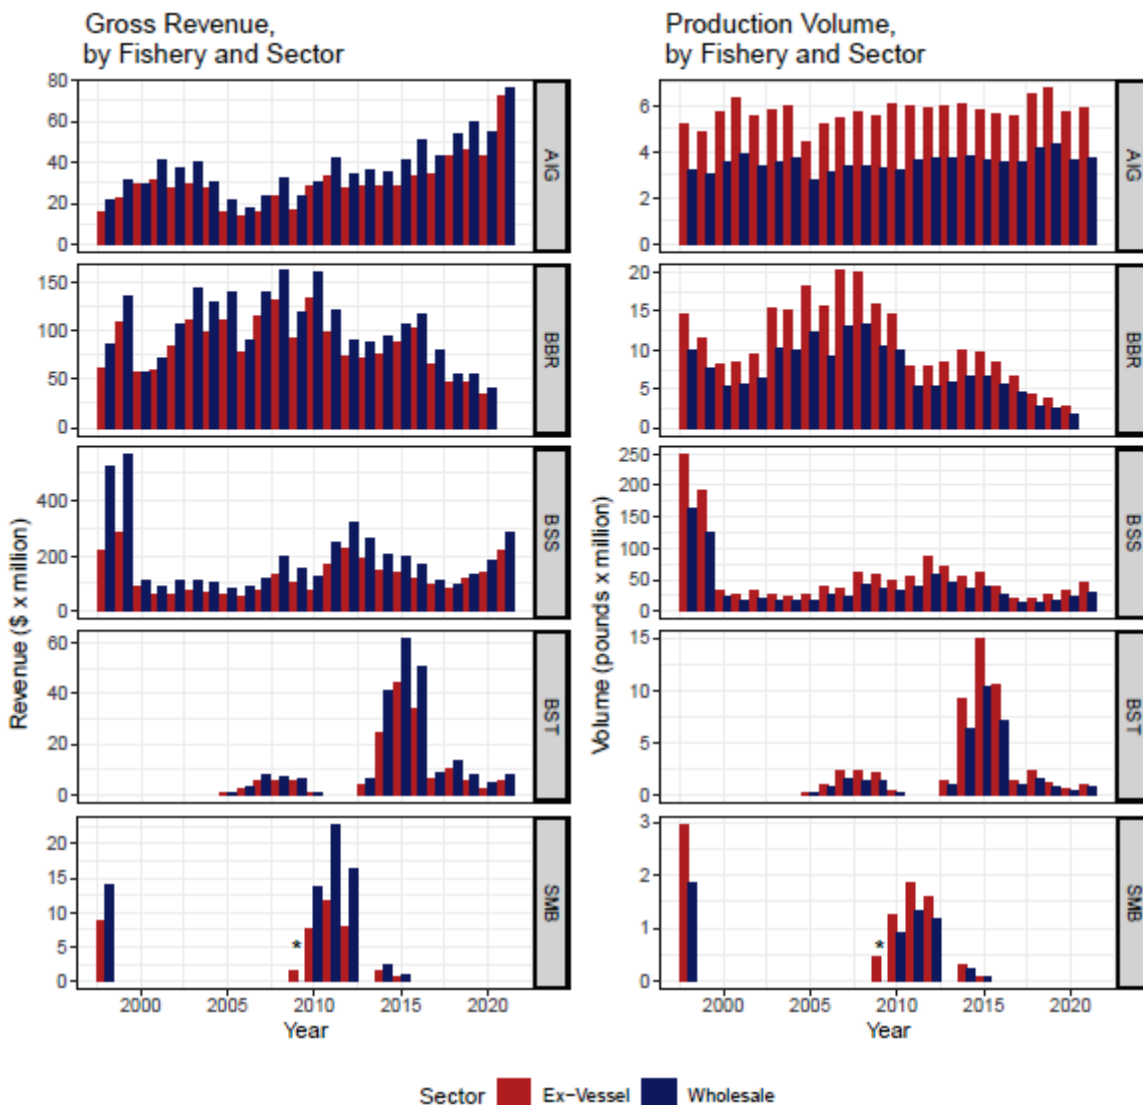 Gross Revenue,
by Fishery and Sector
Revenue ($ x million)
80
60
40
20
0
AIG
150
100
50
0
BBR
400
200
0
BSS
60
40
20
0
BST
20
15
10
5
0
*
SMB
2000 2005 2010 2015 2020
Year
Production Volume,
by Fishery and Sector
Volume (pounds x million)
6
4
2
0
AIG
20
15
10
5
0
BBR
250
200
150
100
50
0
BSS
15
10
5
0
BST
3
2
1
0
*
SMB
2000 2005 2010 2015 2020
Year
Sector Ex-Vessel Wholesale